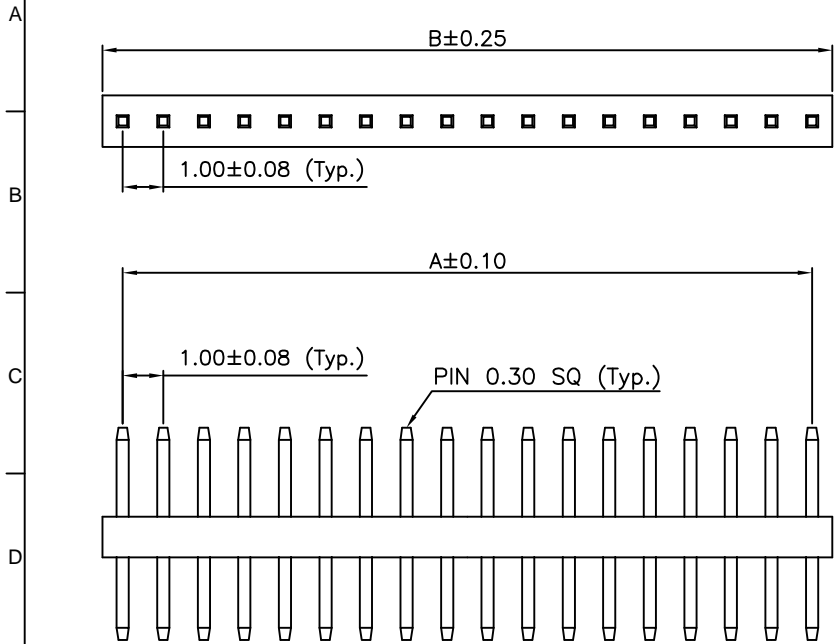 A
B±0.25
1.00±0.08 (Typ.)
B
A±0.10
1.00±0.08 (Typ.)
C
PIN 0.30 SQ (Typ.)
D